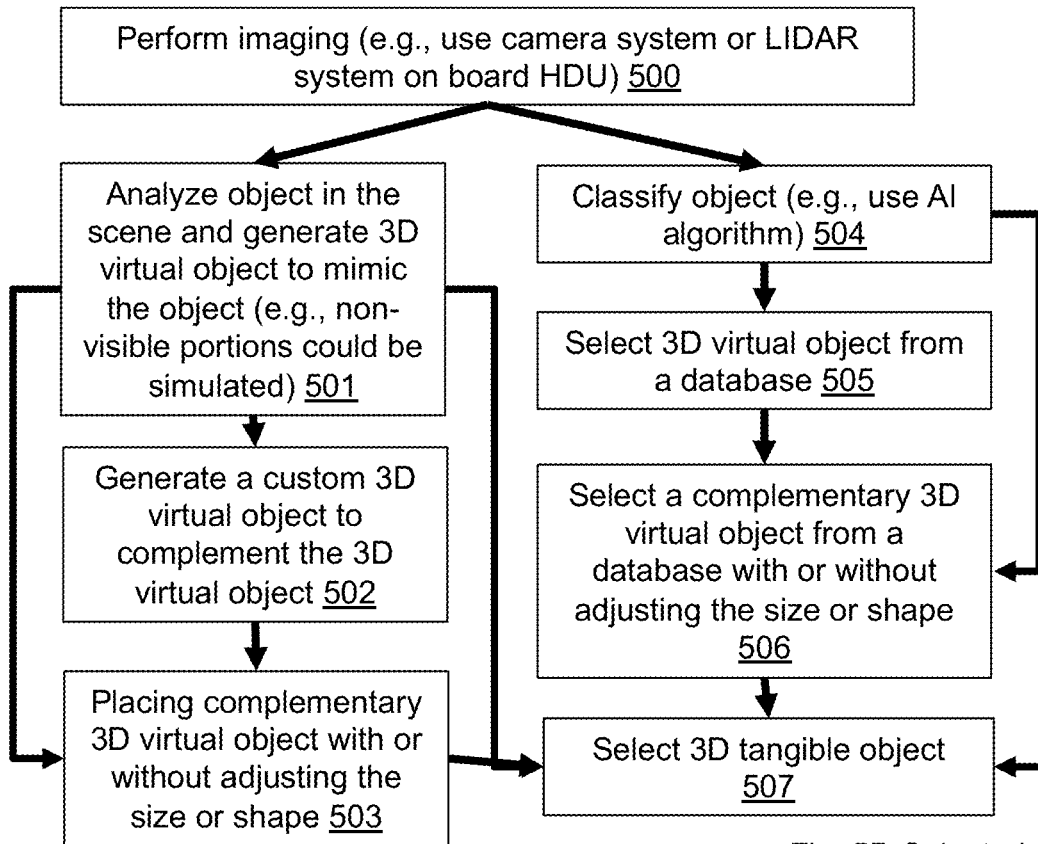 Perform imaging (e.g., use camera system or LIDAR
system on board HDU) 500
Analyze object in the
scene and generate 3D
virtual object to mimic
the object (e.g., non-
visible portions could be
simulated) 501
Generate a custom 3D
virtual object to
complement the 3D
virtual object 502
Placing complementary
3D virtual object with or
without adjusting the
size or shape 503
Classify object (e.g., use AI
algorithm) 504
Select 3D virtual object from
a database 505
Select a complementary 3D
virtual object from a
database with or without
adjusting the size or shape
506
Select 3D tangible object
507